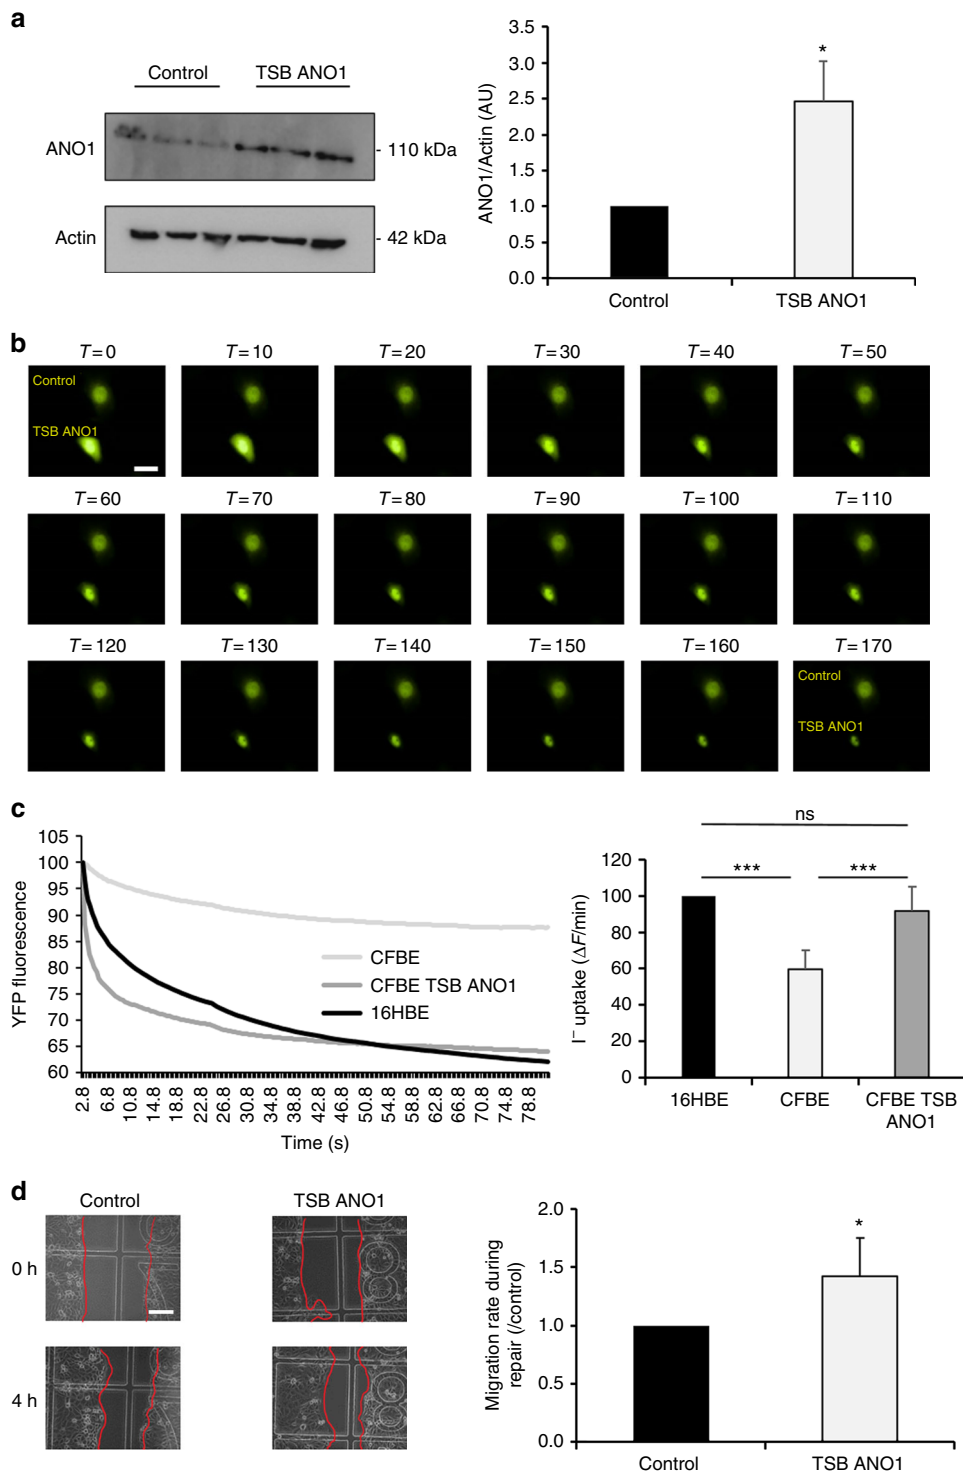 a
Control TSB ANO1
ANO1 - 110 kDa
Actin - 42 kDa
ANO1/Actin (AU)
3.5
3.0
2.5
2.0
1.5
1.0
0.5
0.0
*
Control TSB ANO1
b
T=0 T=10 T=20 T=30 T=40 T=50
Control
TSB ANO1
T=60 T=70 T=80 T=90 T=100 T=110
T=120 T=130 T=140 T=150 T=160 T=170
Control
TSB ANO1
c
YFP fluorescence
105
100
95
90
85
80
75
70
65
60
CFBE
CFBE TSB ANO1
16HBE
2.8 6.8 10.8 14.8 18.8 22.8 26.8 30.8 34.8 38.8 42.8 46.8 50.8 54.8 58.8 62.8 66.8 70.8 74.8 78.8
Time (s)
I⁻ uptake (ΔF/min)
120
100
80
60
40
20
0
ns
*** ***
16HBE CFBE CFBE TSB
ANO1
d
Control TSB ANO1
0 h
4 h
Migration rate during
repair (/control)
2.0
1.5
1.0
0.5
0.0
*
Control TSB ANO1